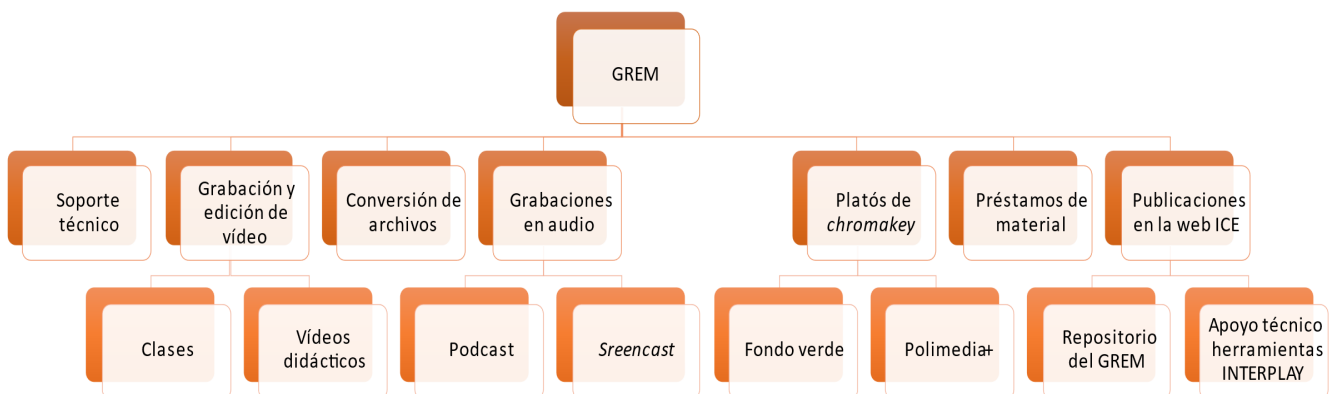 GREM
Soporte
técnico
Grabación y
edición de
vídeo
Conversión de
archivos
Grabaciones
en audio
Platós de
chromakey
Préstamos de
material
Publicaciones
en la web ICE
Clases
Vídeos
didácticos
Podcast
Sreencast
Fondo verde
Polimedia+
Repositorio
del GREM
Apoyo técnico
herramientas
INTERPLAY